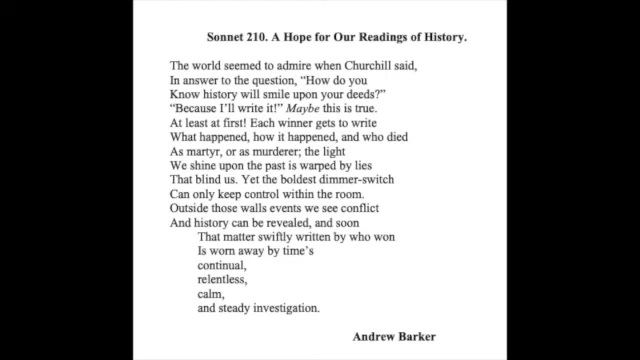 Sonnet 210. A Hope for Our Readings of History.
The world seemed to admire when Churchill said,
In answer to the question, “How do you
Know history will smile upon your deeds?”
“Because I’ll write it!” Maybe this is true.
At least at first! Each winner gets to write
What happened, how it happened, and who died
As martyr, or as murderer; the light
We shine upon the past is warped by lies
That blind us. Yet the boldest dimmer-switch
Can only keep control within the room.
Outside those walls events we see conflict
And history can be revealed, and soon
That matter swiftly written by who won
Is worn away by time’s
continual,
relentless,
calm,
and steady investigation.
Andrew Barker